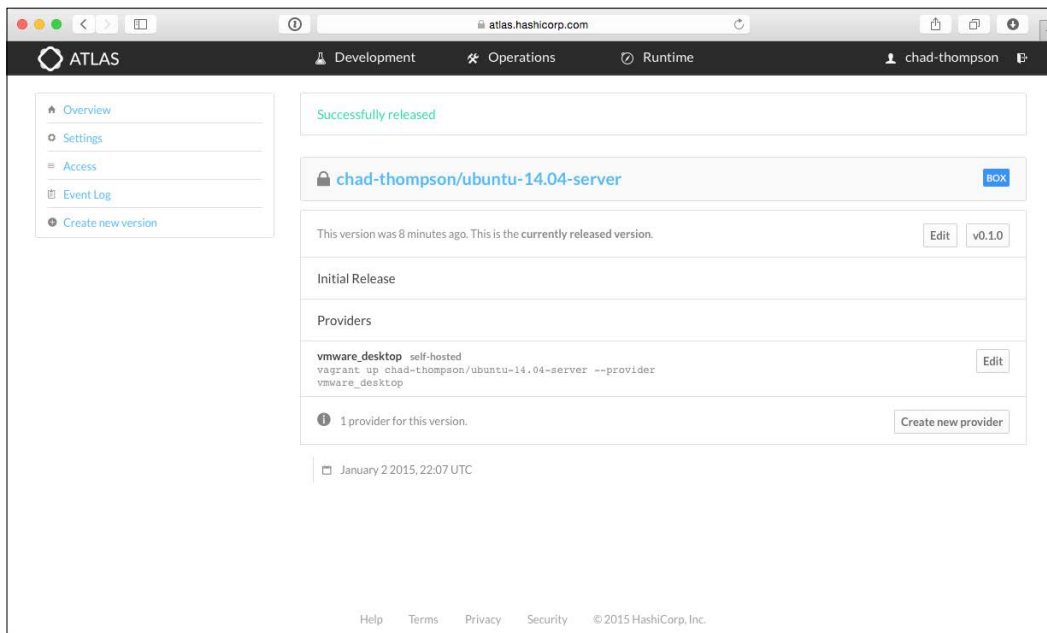 atlas.hashicorp.com
ATLAS
Development
Operations
Runtime
chad-thompson
Overview
Settings
Access
Event Log
Create new version
Successfully released
chad-thompson/ubuntu-14.04-server
BOX
This version was 8 minutes ago. This is the currently released version.
Edit
v0.1.0
Initial Release
Providers
vmware_desktop self-hosted
vagrant up chad-thompson/ubuntu-14.04-server --provider
vmware_desktop
Edit
1 provider for this version.
Create new provider
January 2 2015, 22:07 UTC
Help
Terms
Privacy
Security
© 2015 HashiCorp, Inc.